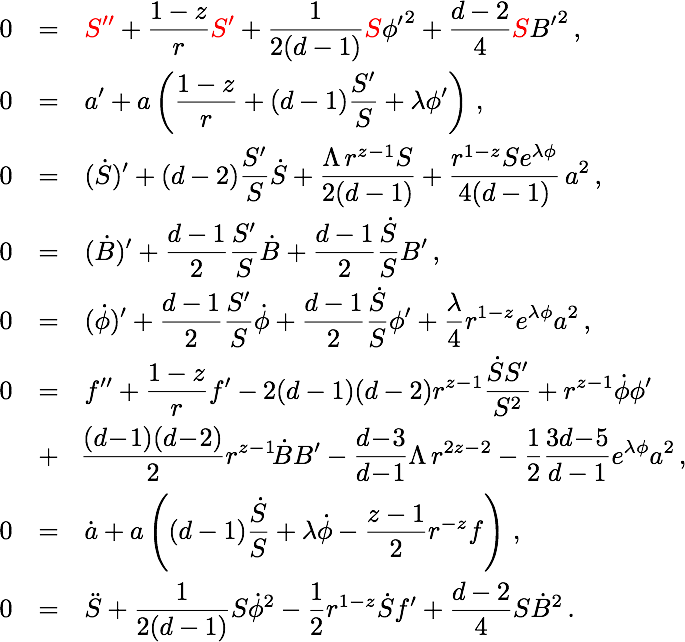 0 = S'' + \frac{1-z}{r} S' + \frac{1}{2(d-1)} S \phi'^2 + \frac{d-2}{4} S B'^2 ,
0 = a' + a \left( \frac{1-z}{r} + (d-1) \frac{S'}{S} + \lambda \phi' \right) ,
0 = (\dot{S})' + (d-2) \frac{S'}{S} \dot{S} + \frac{\Lambda r^{z-1} S}{2(d-1)} + \frac{r^{1-z} S e^{\lambda \phi}}{4(d-1)} a^2 ,
0 = (\dot{B})' + \frac{d-1}{2} \frac{S'}{S} \dot{B} + \frac{d-1}{2} \frac{\dot{S}}{S} B' ,
0 = (\dot{\phi})' + \frac{d-1}{2} \frac{S'}{S} \dot{\phi} + \frac{d-1}{2} \frac{\dot{S}}{S} \phi' + \frac{\lambda}{4} r^{1-z} e^{\lambda \phi} a^2 ,
0 = f'' + \frac{1-z}{r} f' - 2(d-1)(d-2) r^{z-1} \frac{\dot{S} S'}{S^2} + r^{z-1} \dot{\phi} \phi'
+ \frac{(d-1)(d-2)}{2} r^{z-1} \dot{B} B' - \frac{d-3}{d-1} \Lambda r^{2z-2} - \frac{1}{2} \frac{3d-5}{d-1} e^{\lambda \phi} a^2 ,
0 = \dot{a} + a \left( (d-1) \frac{\dot{S}}{S} + \lambda \dot{\phi} - \frac{z-1}{2} r^{-z} f \right) ,
0 = \ddot{S} + \frac{1}{2(d-1)} S \dot{\phi}^2 - \frac{1}{2} r^{1-z} \dot{S} f' + \frac{d-2}{4} S \dot{B}^2 .